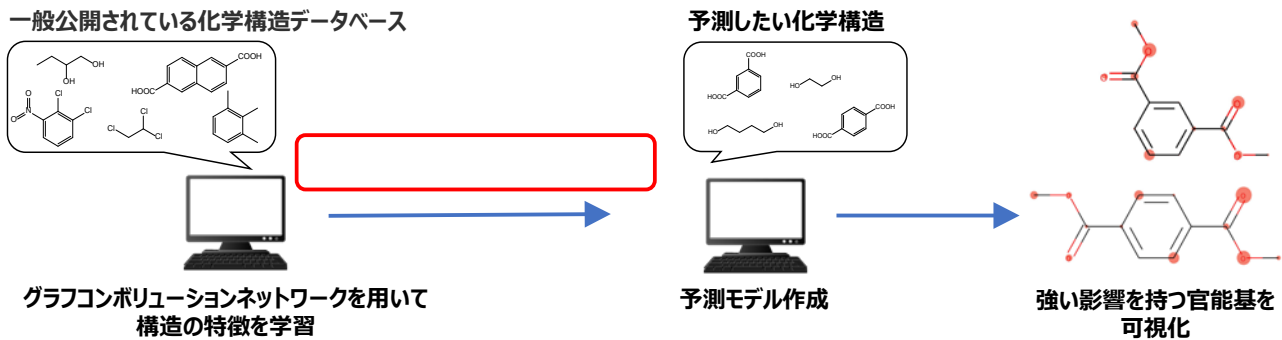 一般公開されている化学構造データベース
予測したい化学構造
OH
OH
COOH
HOOC
O
N
O
Cl
Cl
Cl
Cl
Cl
COOH
HOOC
HO
OH
HO
OH
COOH
HOOC
グラフコンボリューションネットワークを用いて
構造の特徴を学習
予測モデル作成
強い影響を持つ官能基を
可視化